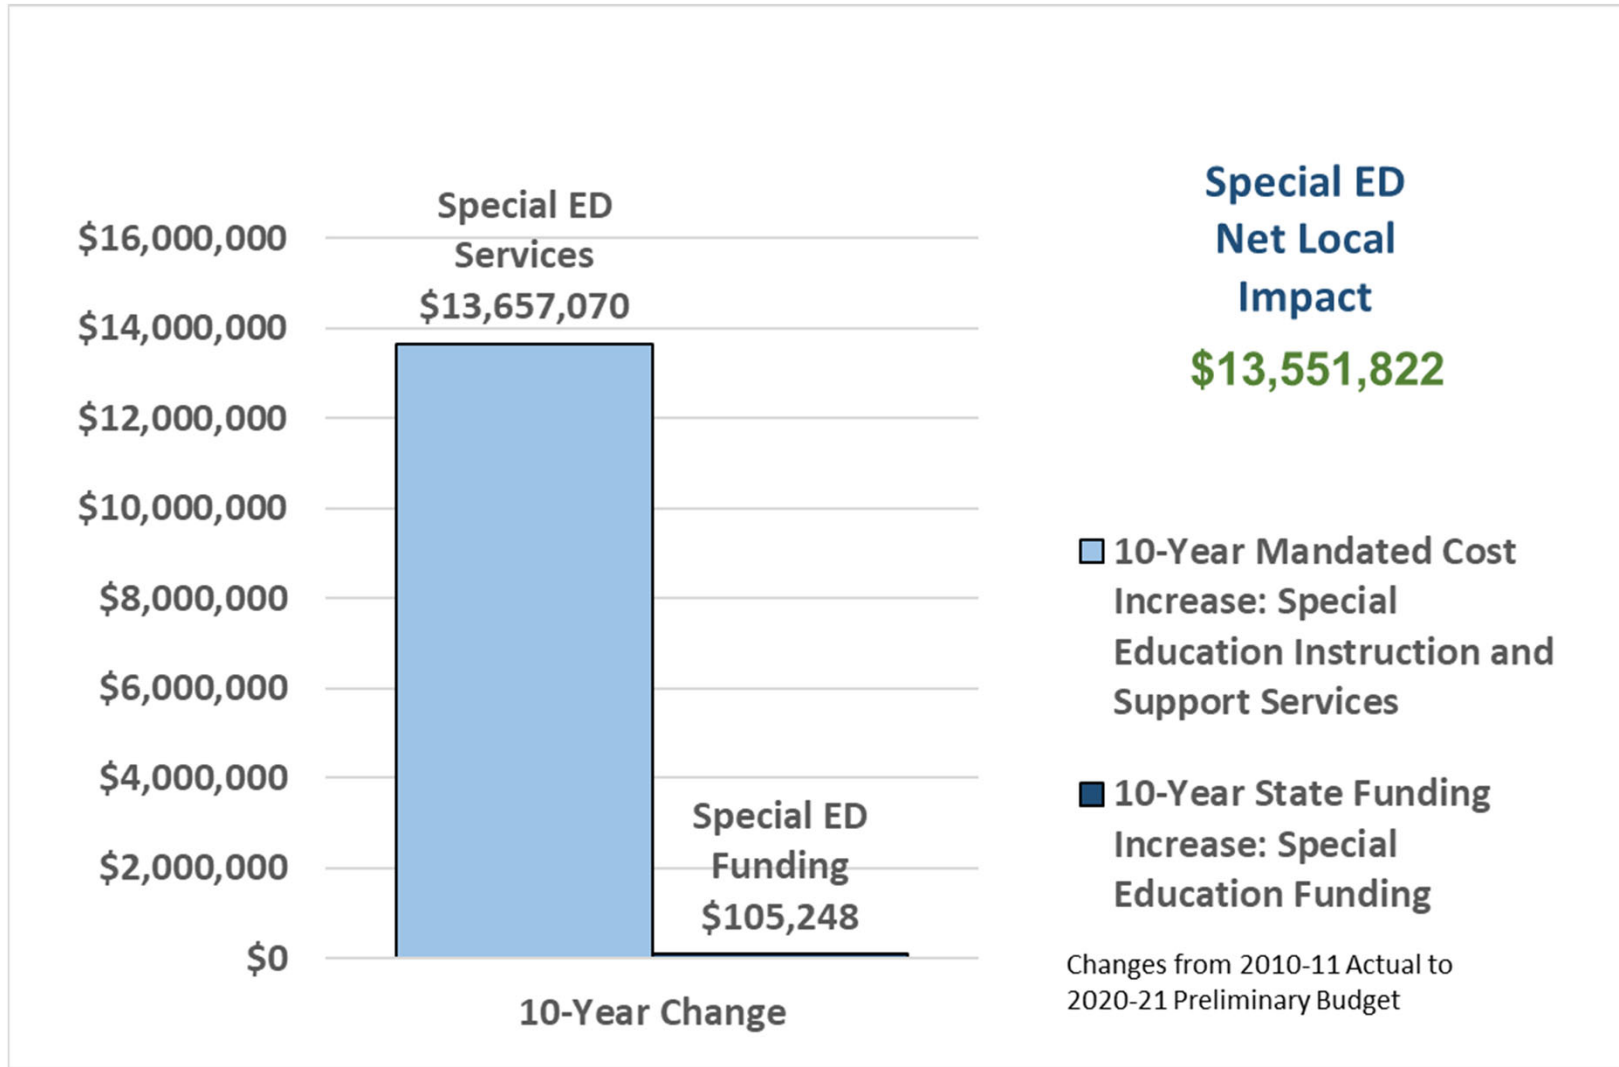 Special ED
Services
$13,657,070
$16,000,000
$14,000,000
$12,000,000
$10,000,000
$8,000,000
$6,000,000
$4,000,000
$2,000,000
$0
Special ED
Funding
$105,248
10-Year Change
Special ED
Net Local
Impact
$13,551,822
10-Year Mandated Cost
Increase: Special
Education Instruction and
Support Services
10-Year State Funding
Increase: Special
Education Funding
Changes from 2010-11 Actual to
2020-21 Preliminary Budget